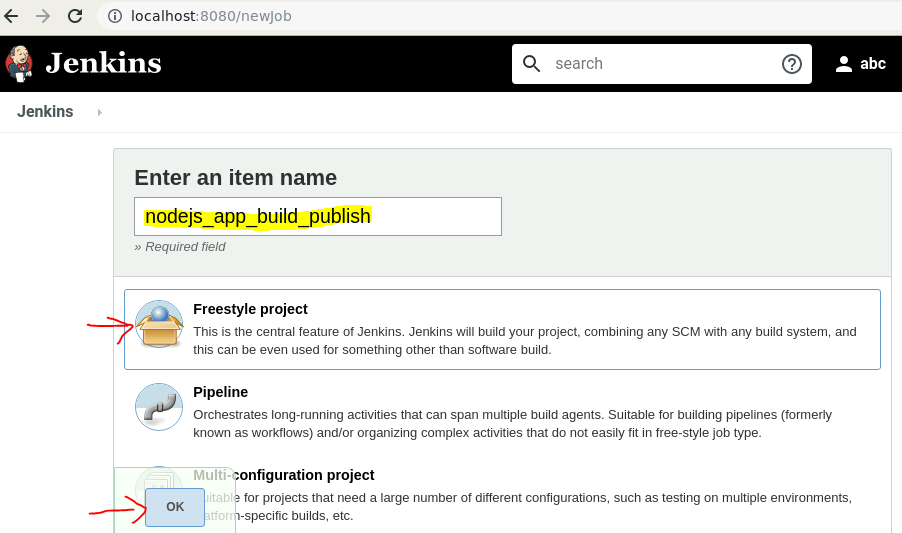 localhost:8080/newJob
Jenkins
search
abc
Jenkins
Enter an item name
nodejs_app_build_publish
» Required field
Freestyle project
This is the central feature of Jenkins. Jenkins will build your project, combining any SCM with any build system, and
this can be even used for something other than software build.
Pipeline
Orchestrates long-running activities that can span multiple build agents. Suitable for building pipelines (formerly
known as workflows) and/or organizing complex activities that do not easily fit in free-style job type.
Multi-configuration project
Suitable for projects that need a large number of different configurations, such as testing on multiple environments,
platform-specific builds, etc.
OK